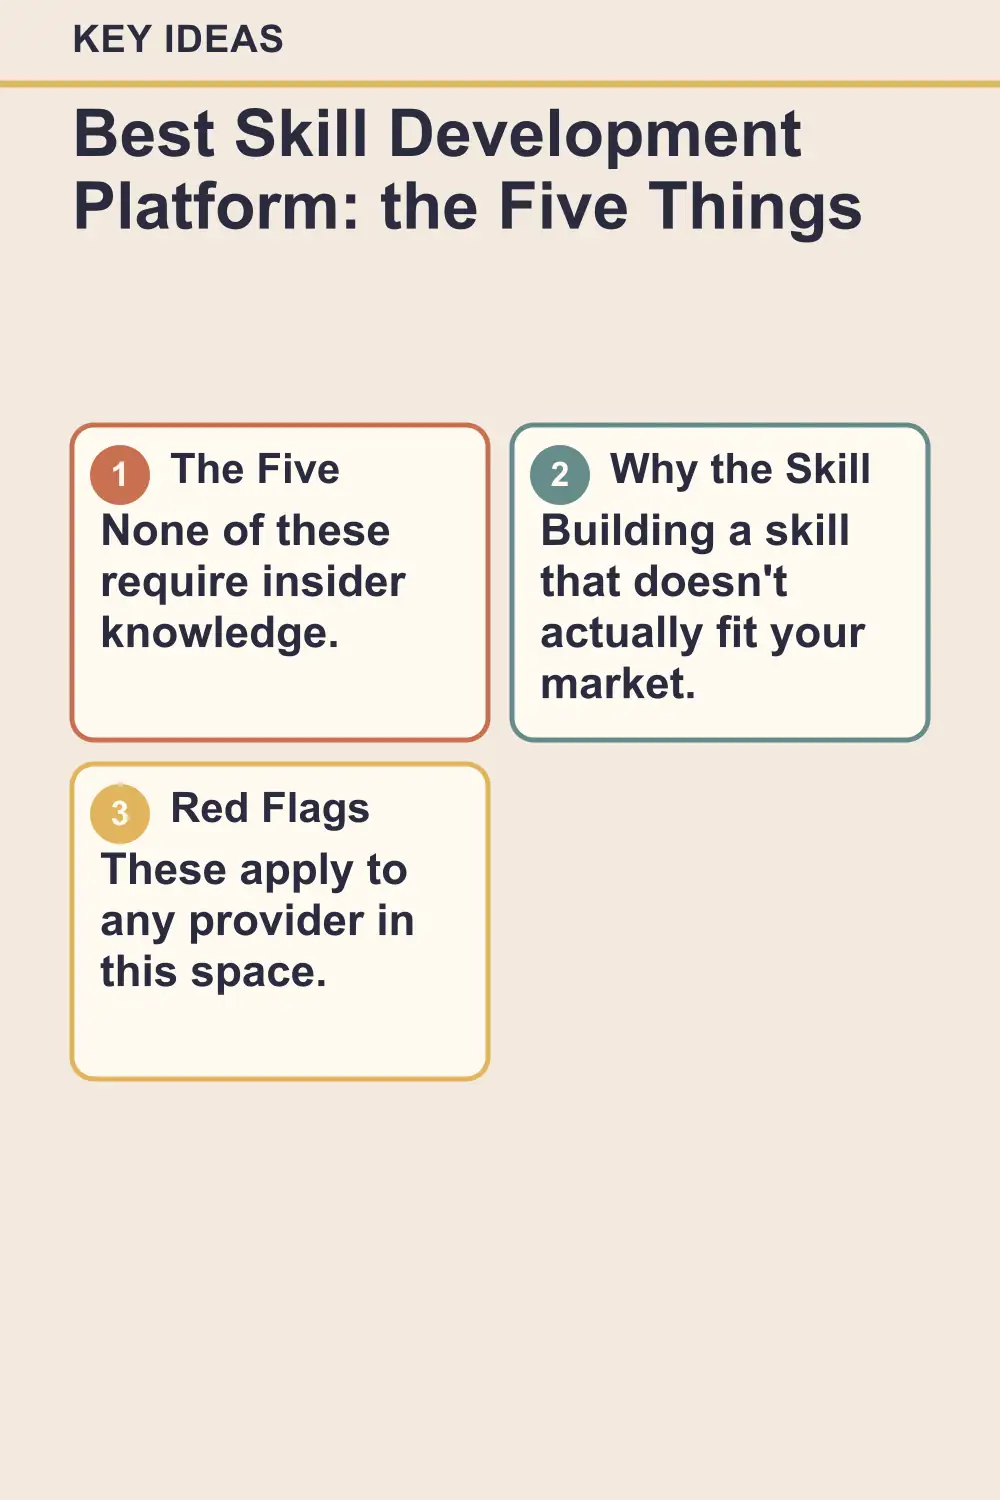 KEY IDEAS
Best Skill Development
Platform: the Five Things
1 The Five
None of these
require insider
knowledge.
2 Why the Skill
Building a skill
that doesn't
actually fit your
market.
3 Red Flags
These apply to
any provider in
this space.